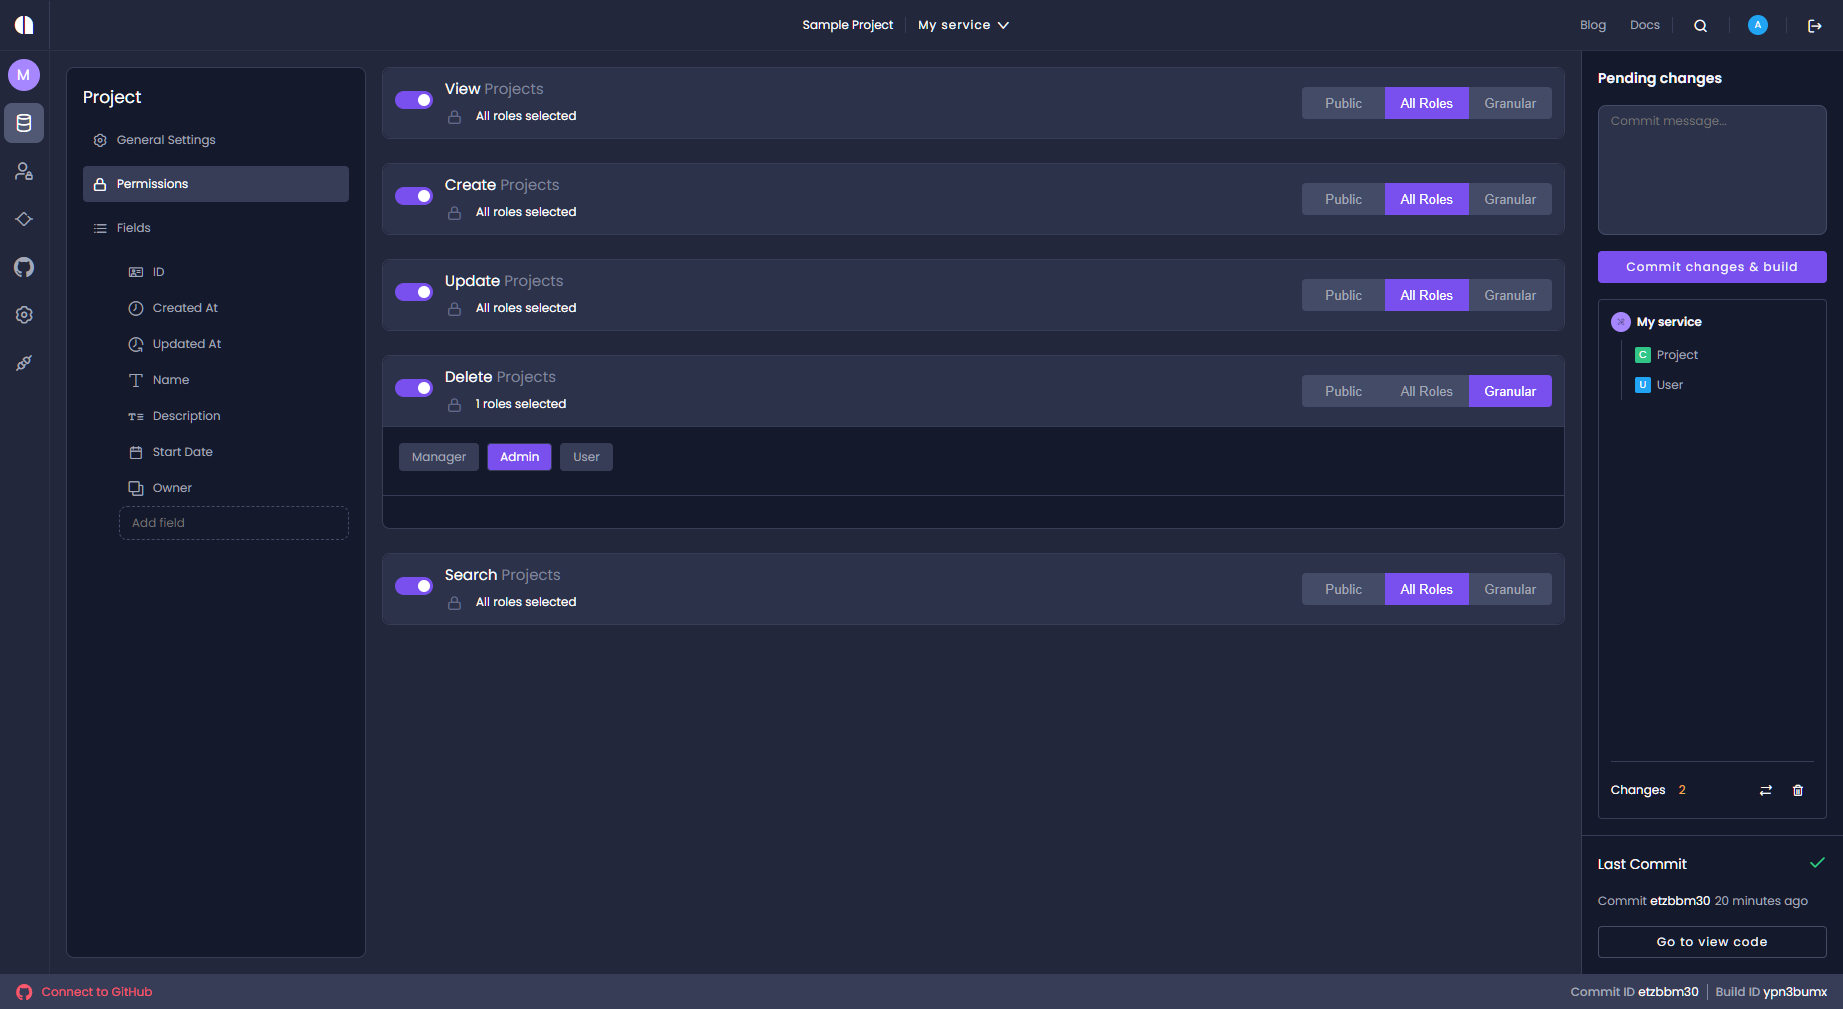 Sample Project
My service
Blog
Docs
A
M
Project
General Settings
Permissions
Fields
ID
Created At
Updated At
Name
Description
Start Date
Owner
Add field
View Projects
All roles selected
Public
All Roles
Granular
Create Projects
All roles selected
Public
All Roles
Granular
Update Projects
All roles selected
Public
All Roles
Granular
Delete Projects
1 roles selected
Public
All Roles
Granular
Manager
Admin
User
Search Projects
All roles selected
Public
All Roles
Granular
Pending changes
Commit message...
Commit changes & build
My service
C Project
U User
Changes 2
Last Commit
Commit etzbbm30 20 minutes ago
Go to view code
Connect to GitHub
Commit ID etzbbm30
Build ID ypn3bumx